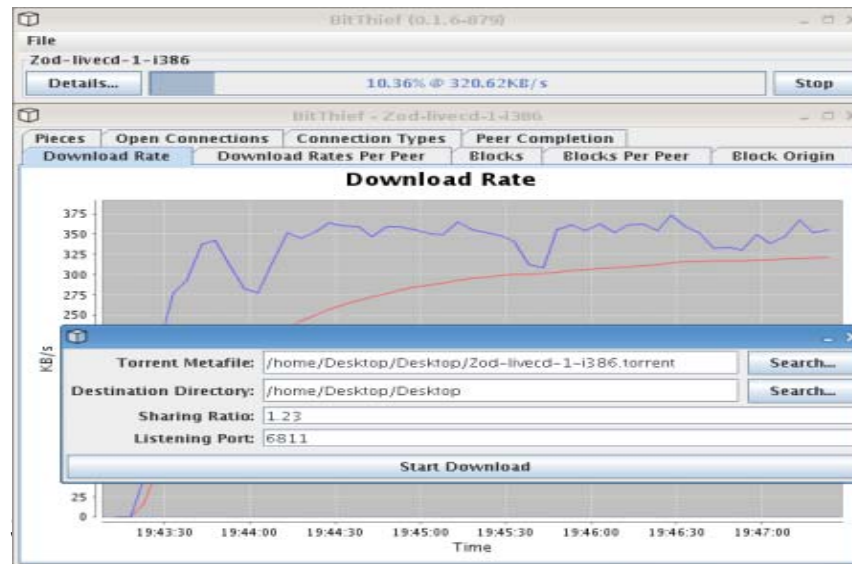 BitThief (0.1.6-879)
File
Zod-livecd-1-i386
Details... 10.36% @ 320.62KB/s Stop
BitThief - Zod-livecd-1-i386
Pieces Open Connections Connection Types Peer Completion
Download Rate Download Rates Per Peer Blocks Blocks Per Peer Block Origin
Download Rate
375
350
325
300
275
250
KB/s
Torrent Metafile: /home/Desktop/Desktop/Zod-livecd-1-i386.torrent Search...
Destination Directory: /home/Desktop/Desktop Search...
Sharing Ratio: 1.23
Listening Port: 6811
Start Download
25
0
19:43:30 19:44:00 19:44:30 19:45:00 19:45:30 19:46:00 19:46:30 19:47:00
Time